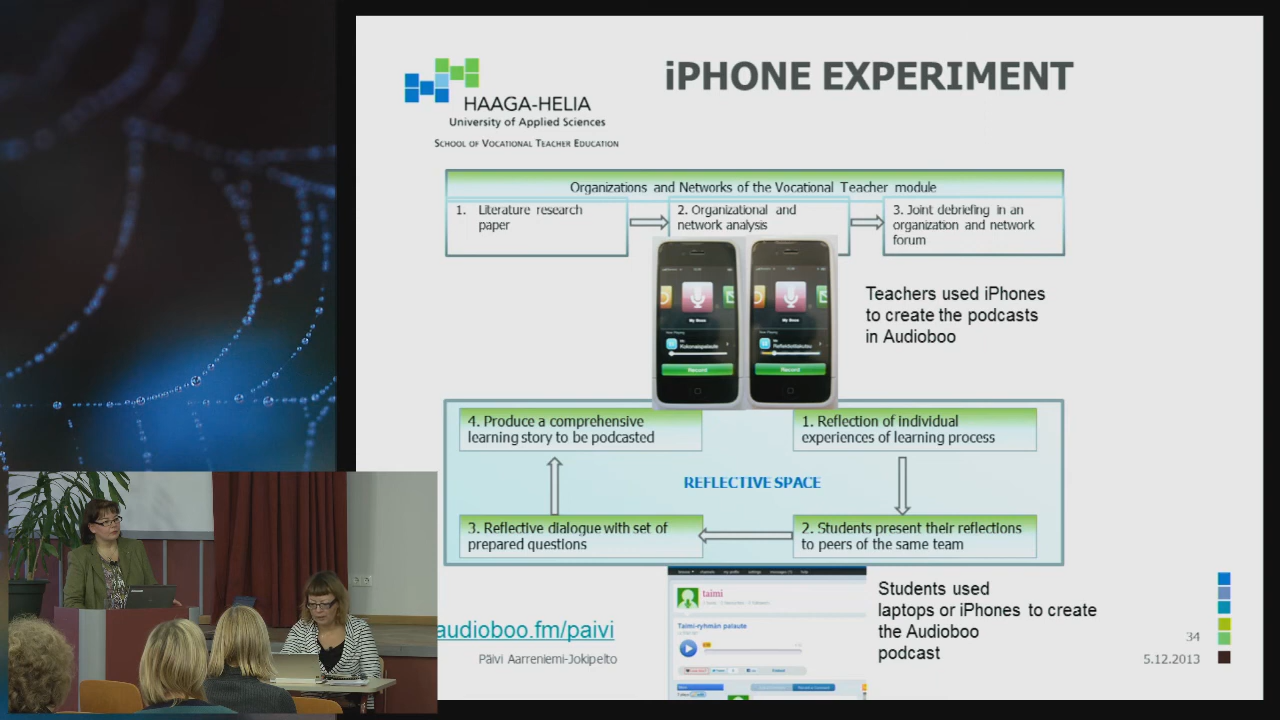 HAAGA-HELIA
University of Applied Sciences
SCHOOL OF VOCATIONAL TEACHER EDUCATION
iPHONE EXPERIMENT
Organizations and Networks of the Vocational Teacher module
1. Literature research
paper
2. Organizational and
network analysis
3. Joint debriefing in an
organization and network
forum
Record
Record
Teachers used iPhones
to create the podcasts
in Audioboo
4. Produce a comprehensive
learning story to be podcasted
1. Reflection of individual
experiences of learning process
REFLECTIVE SPACE
3. Reflective dialogue with set of
prepared questions
2. Students present their reflections
to peers of the same team
taimi
Taimi-ryhmän palaute
audioboo.fm/paivi
Päivi Aarreniemi-Jokipelto
Students used
laptops or iPhones to create
the Audioboo
podcast
34
5.12.2013